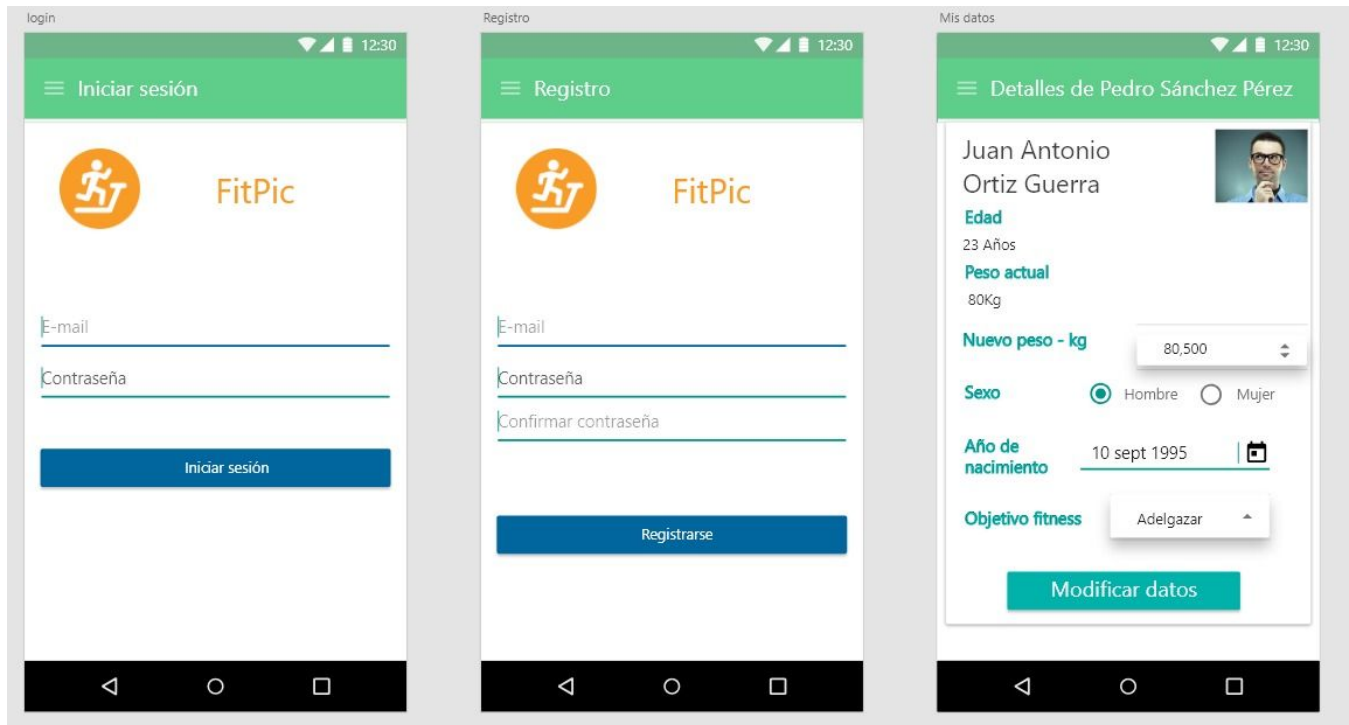 login
12:30
Iniciar sesión
FitPic
E-mail
Contraseña
Iniciar sesión
Registro
12:30
Registro
FitPic
E-mail
Contraseña
Confirmar contraseña
Registrarse
Mis datos
12:30
Detalles de Pedro Sánchez Pérez
Juan Antonio
Ortiz Guerra
Edad
23 Años
Peso actual
80Kg
Nuevo peso - kg
80,500
Sexo
Hombre
Mujer
Año de
nacimiento
10 sept 1995
Objetivo fitness
Adelgazar
Modificar datos